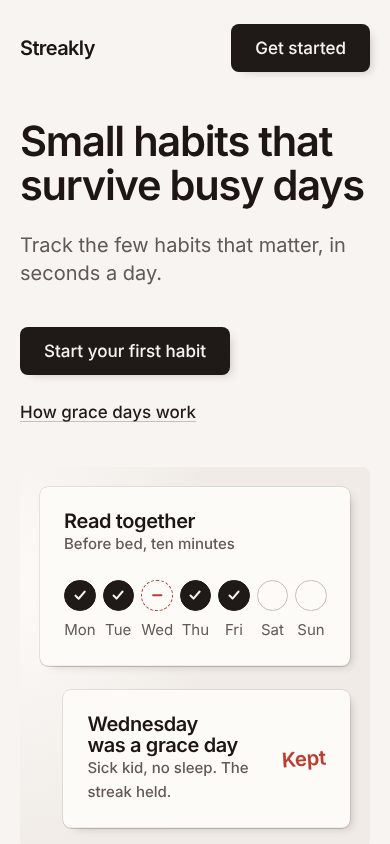 Streakly
Get started
Small habits that
survive busy days
Track the few habits that matter, in
seconds a day.
Start your first habit
How grace days work
Read together
Before bed, ten minutes
Mon Tue Wed Thu Fri Sat Sun
Wednesday
was a grace day
Sick kid, no sleep. The
streak held.
Kept